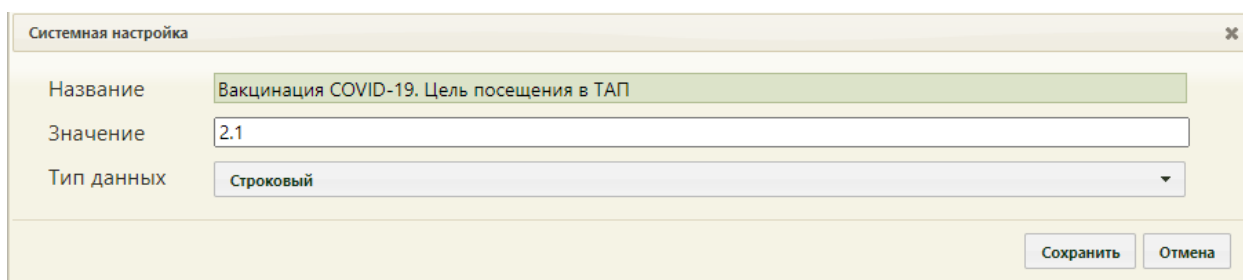 Системная настройка
Название Вакцинация COVID-19. Цель посещения в ТАП
Значение 2.1
Тип данных Строковый
Сохранить Отмена